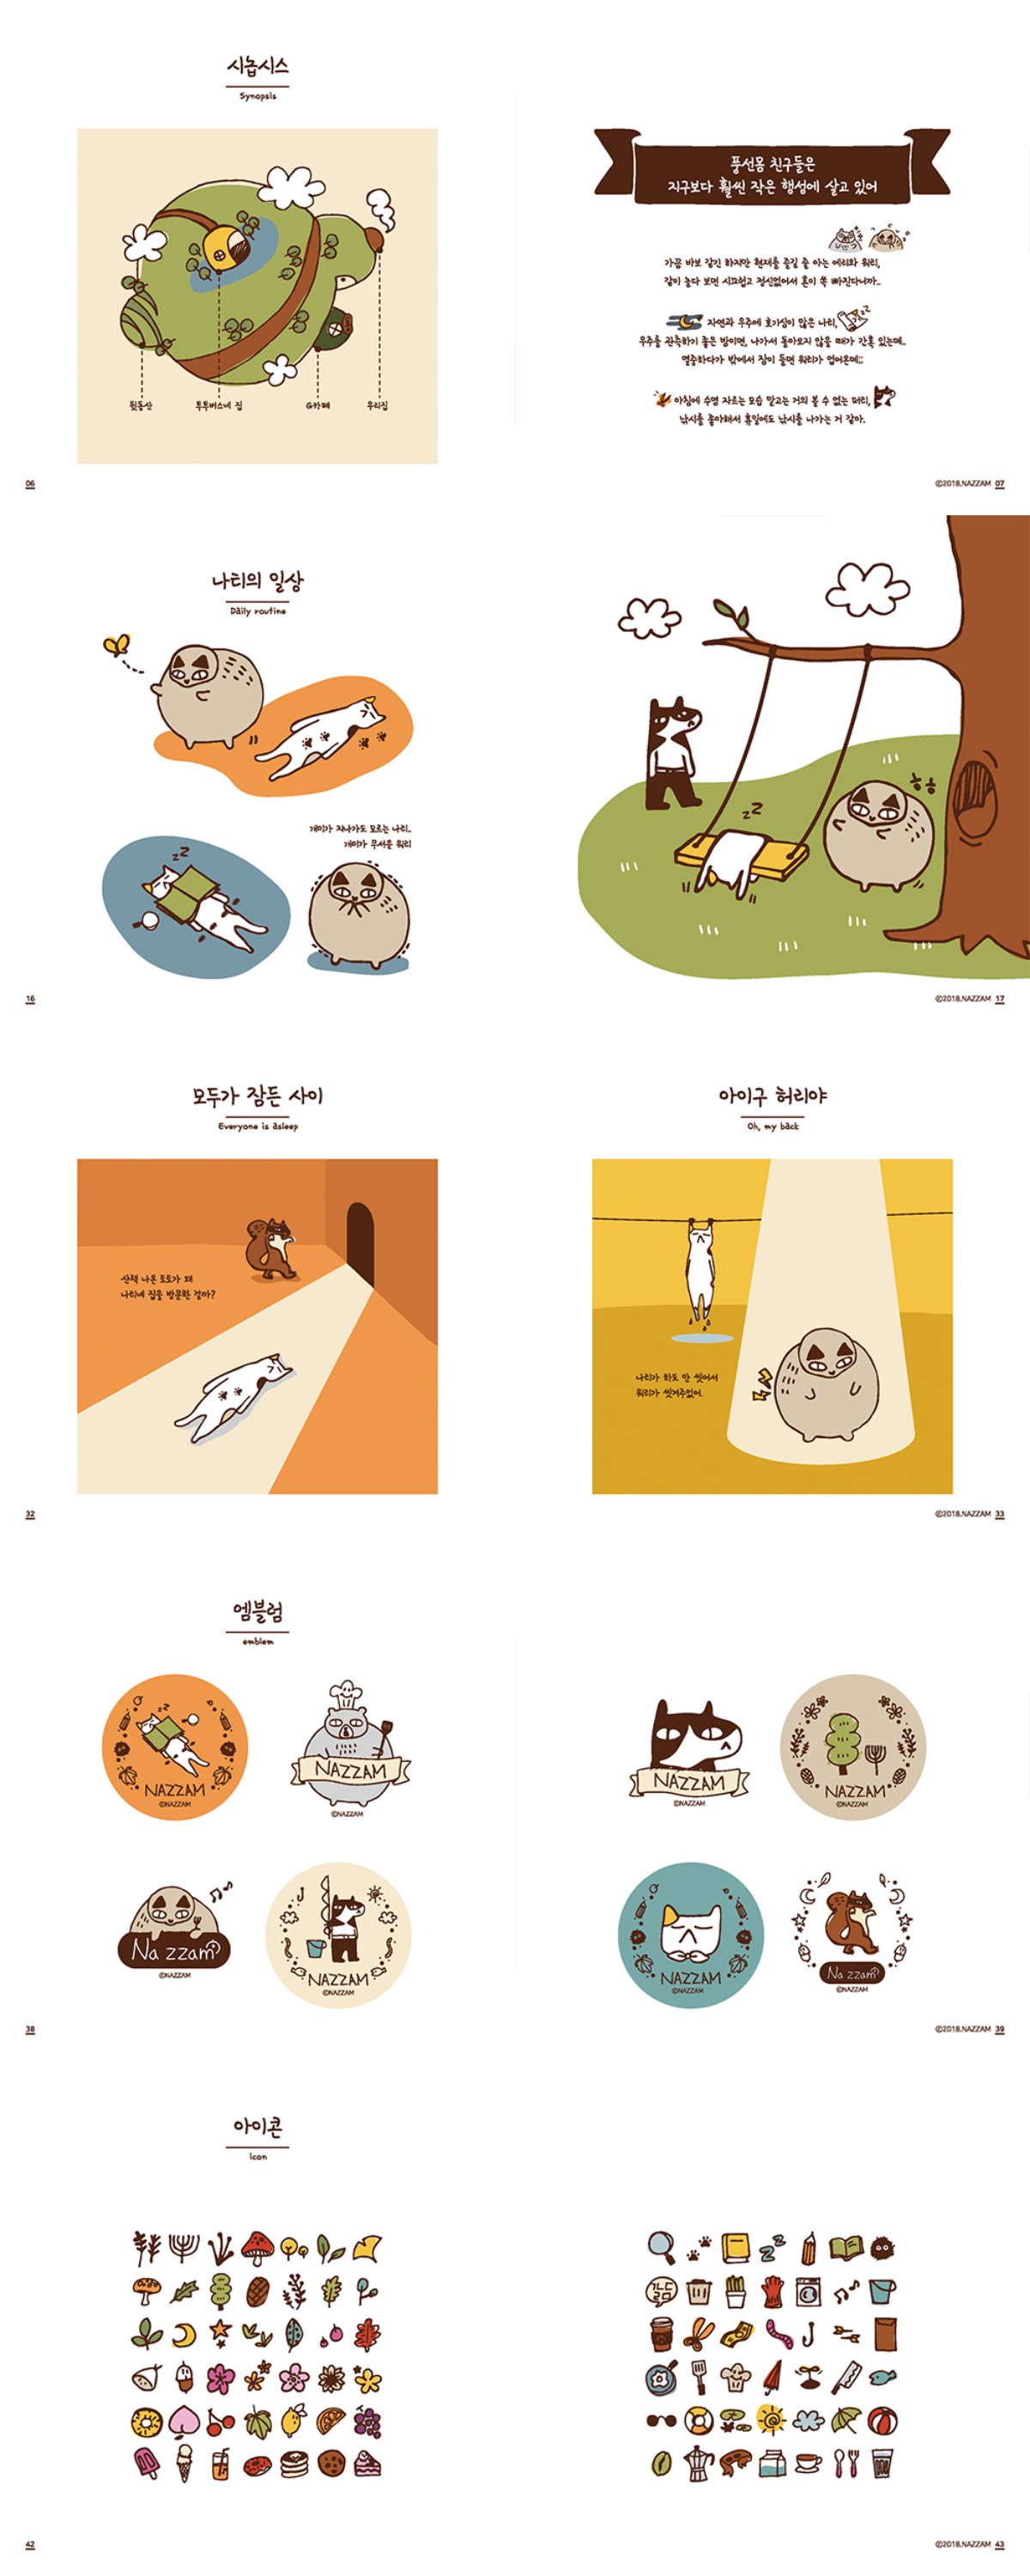 시놉시스
Synopsis
뒷동산
투투버스네 집
G카페
우리집
06
풍선몸 친구들은
지구보다 훨씬 작은 행성에 살고 있어
가끔 바보 같긴 하지만 현재를 즐길 줄 아는 에리와 워리,
같이 놀다 보면 시끄럽고 정신없어서 혼이 쏙 빠진다니까..
자연과 우주에 호기심이 많은 나리,
우주를 관측하기 좋은 밤이면, 나가서 돌아오지 않을 때가 간혹 있는데..
열중하다가 밖에서 잠이 들면 워리가 업어온데;;
아침에 수염 자르는 모습 말고는 거의 볼 수 없는
낚시를 좋아해서 휴일에도 낚시를 나가는 거 같아.
©2018.NAZZAM 07
나티의 일상
Daily routine
개미가 지나가도 모르는 나리..
개미가 무서운 워리
zZ
16
zZ
ㅎㅎ
©2018.NAZZAM 17
모두가 잠든 사이
Everyone is asleep
산책 나온 토토가 왜
나리네 집을 방문한 걸까?
32
아이구 허리야
Oh, my back
나리가 하도 안 씻어서
워리가 씻겨주었어.
©2018.NAZZAM 33
엠블럼
emblem
NAZZAM
©NAZZAM
NAZZAM
©NAZZAM
Na zzam
©NAZZAM
NAZZAM
©NAZZAM
38
NAZZAM
©NAZZAM
NAZZAM
©NAZZAM
NAZZAM
©NAZZAM
Na zzam
©NAZZAM
©2018.NAZZAM 39
아이콘
icon
42
©2018.NAZZAM 43